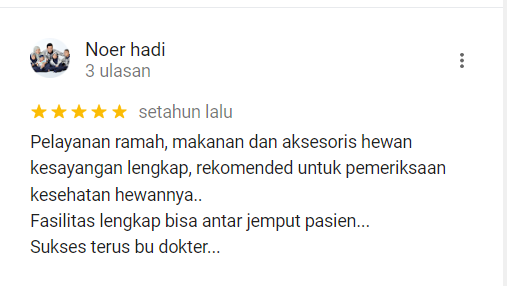 Noer hadi
3 ulasan
setahun lalu
Pelayanan ramah, makanan dan aksesoris hewan
kesayangan lengkap, rekomended untuk pemeriksaan
kesehatan hewannya..
Fasilitas lengkap bisa antar jemput pasien...
Sukses terus bu dokter...